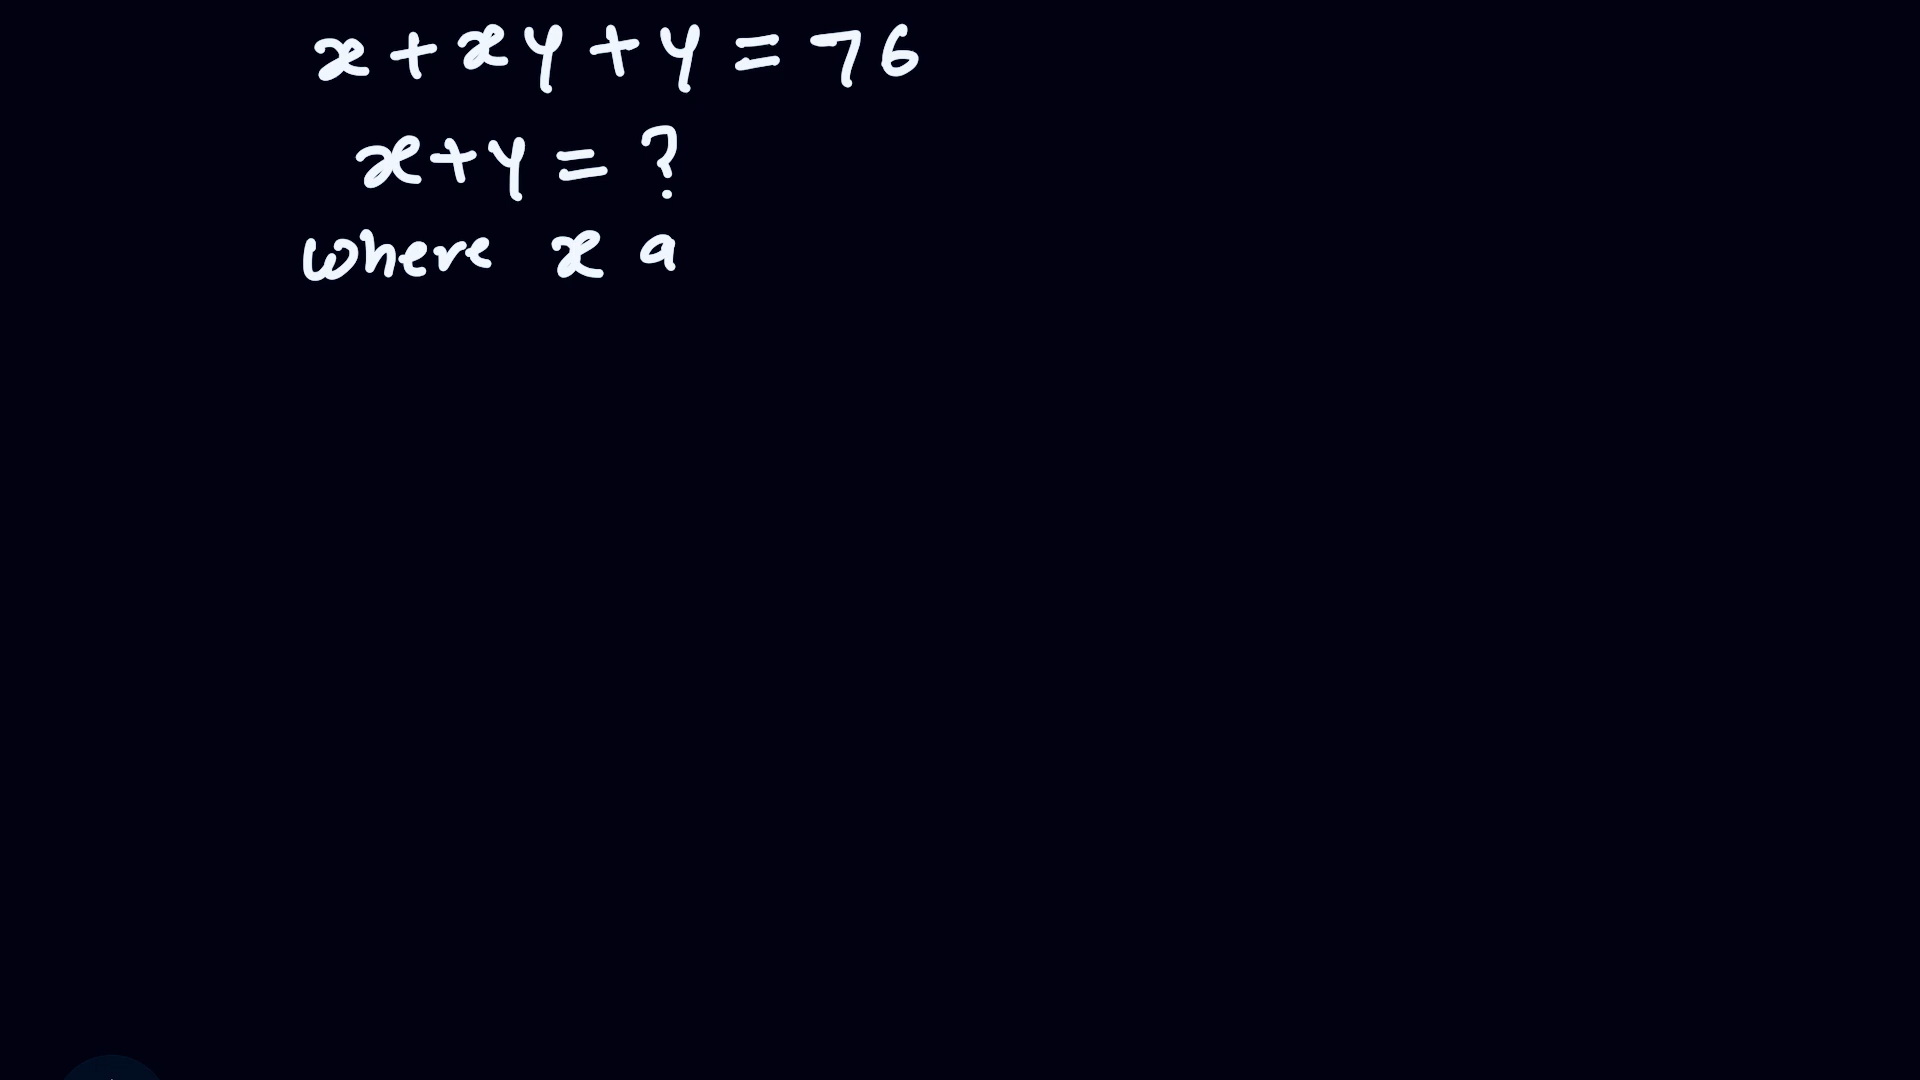 x + xy + y = 76
x + y = ?
where x a